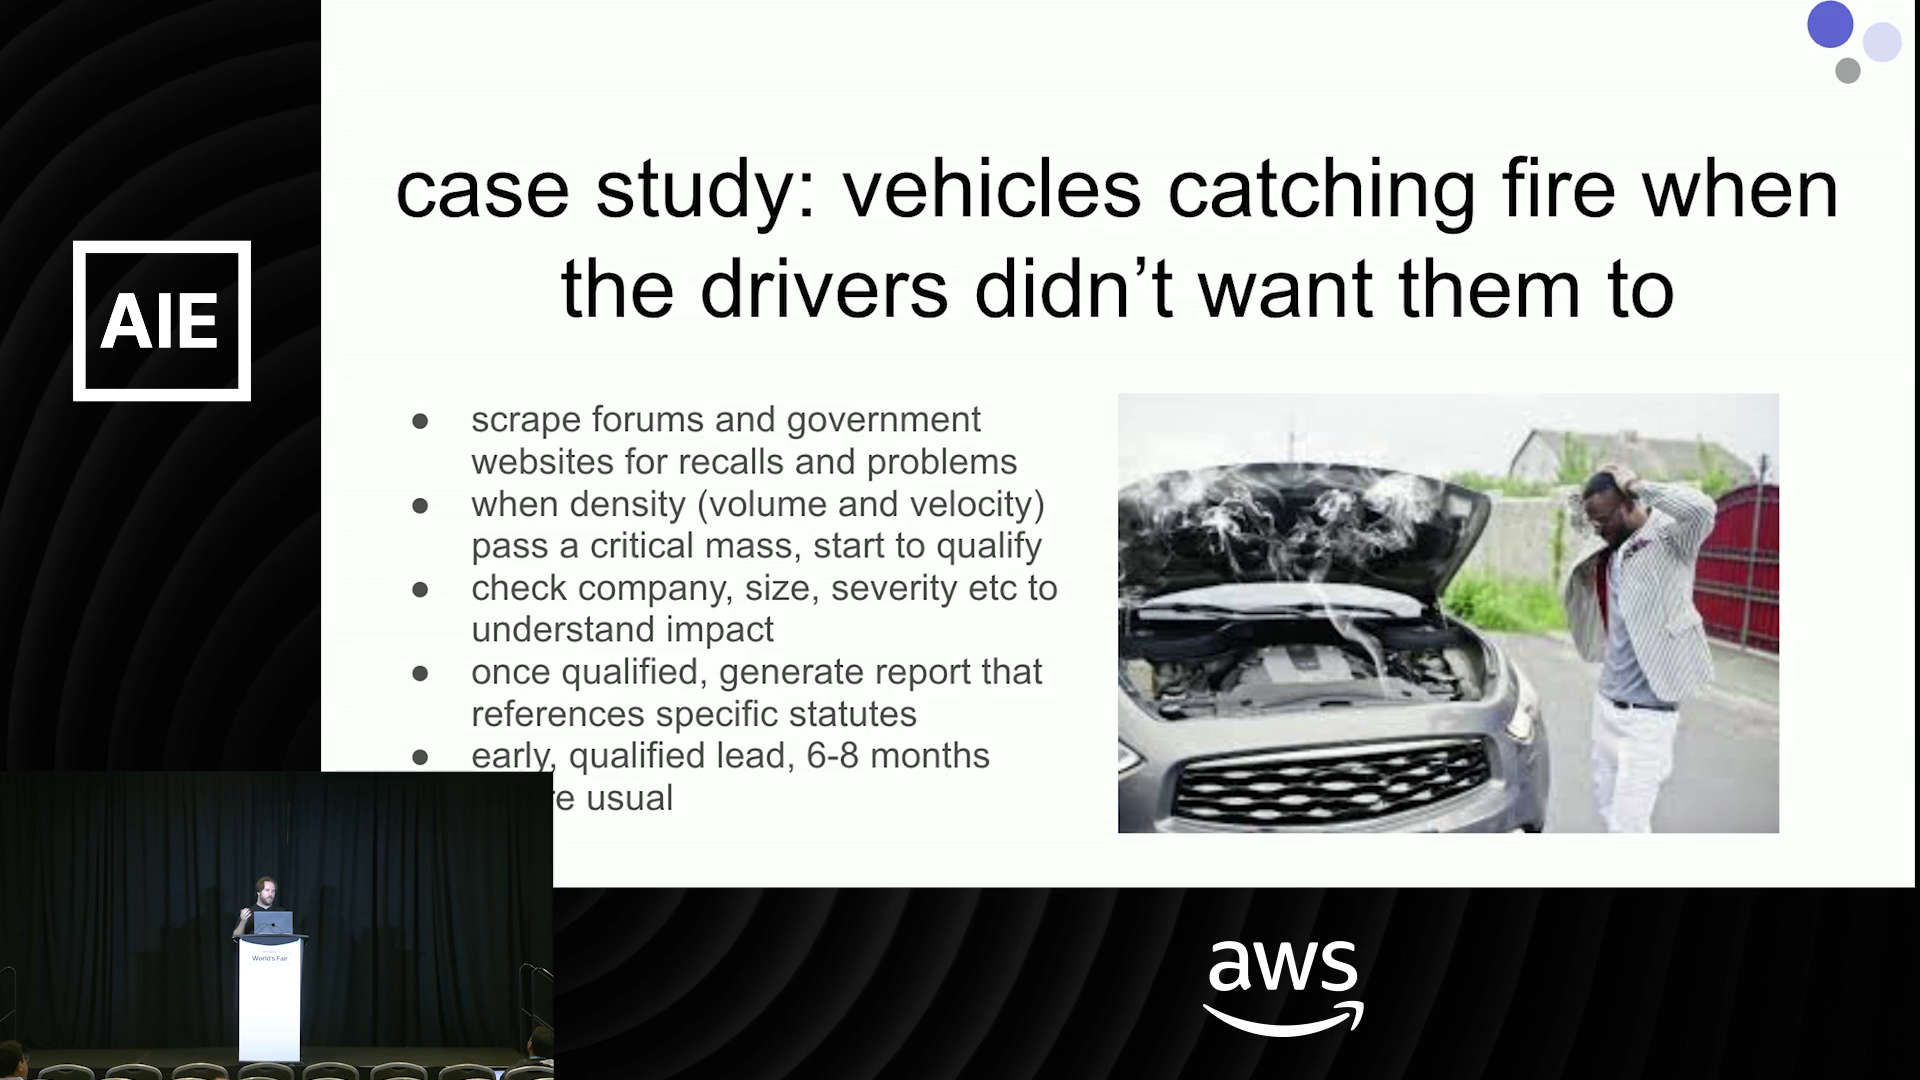 case study: vehicles catching fire when
the drivers didn’t want them to
AIE
● scrape forums and government
websites for recalls and problems
● when density (volume and velocity)
pass a critical mass, start to qualify
● check company, size, severity etc to
understand impact
● once qualified, generate report that
references specific statutes
● early, qualified lead, 6-8 months
re usual
World's Fair
aws